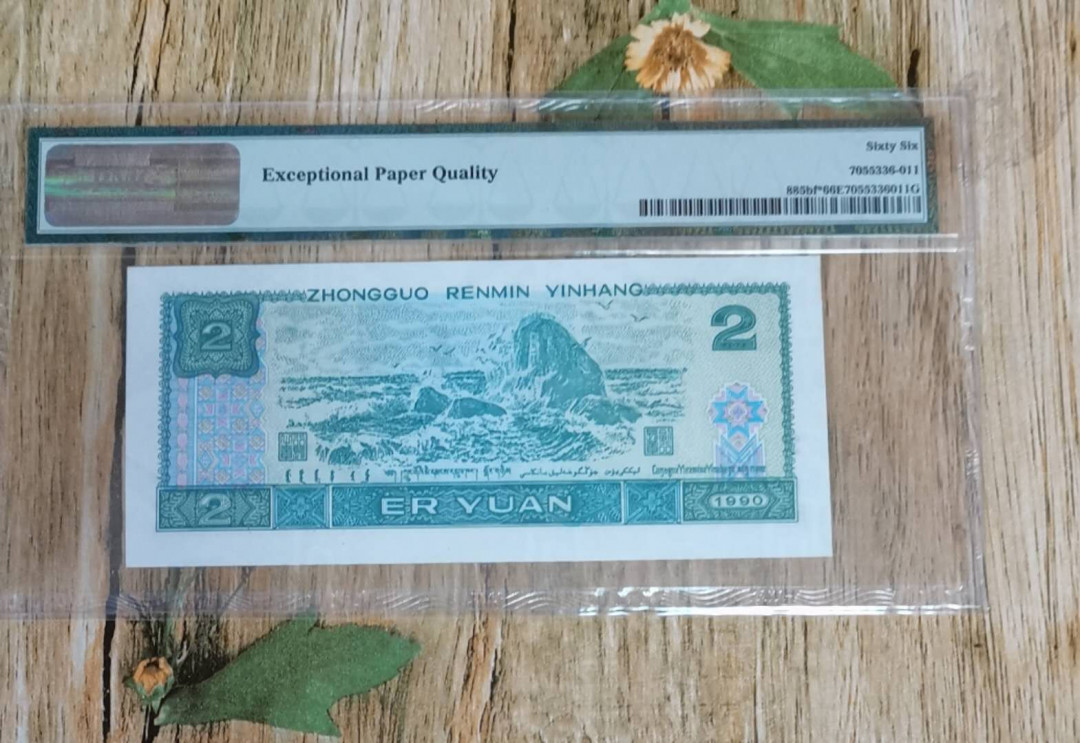 Sixty Six
Exceptional Paper Quality
7055336-011
885bf*66E7055336011G
ZHONGGUO RENMIN YINHANG
2
2
2
ER YUAN
1990